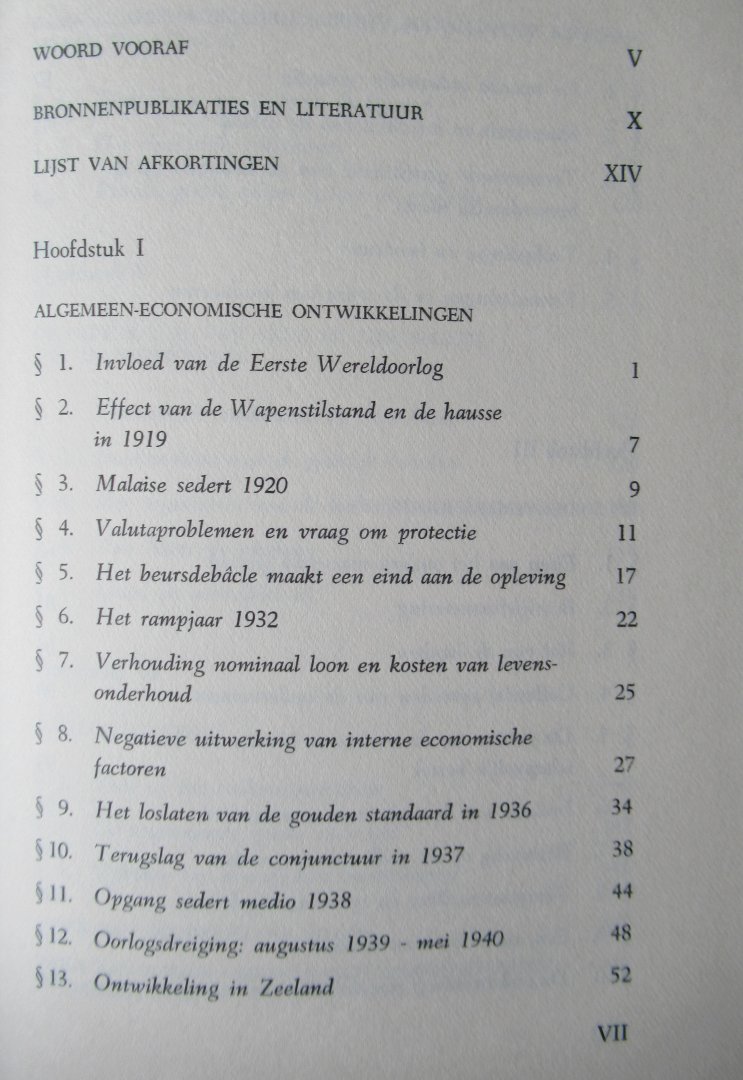 WOORD VOORAF V
BRONNENPUBLIKATIES EN LITERATUUR X
LIJST VAN AFKORTINGEN XIV
Hoofdstuk I
ALGEMEEN-ECONOMISCHE ONTWIKKELINGEN
§ 1. Invloed van de Eerste Wereldoorlog 1
§ 2. Effect van de Wapenstilstand en de hausse
in 1919 7
§ 3. Malaise sedert 1920 9
§ 4. Valutaproblemen en vraag om protectie 11
§ 5. Het beursdebâcle maakt een eind aan de opleving 17
§ 6. Het rampjaar 1932 22
§ 7. Verhouding nominaal loon en kosten van levens-
onderhoud 25
§ 8. Negatieve uitwerking van interne economische
factoren 27
§ 9. Het loslaten van de gouden standaard in 1936 34
§ 10. Terugslag van de conjunctuur in 1937 38
§ 11. Opgang sedert medio 1938 44
§ 12. Oorlogsdreiging: augustus 1939 - mei 1940 48
§ 13. Ontwikkeling in Zeeland 52
VII